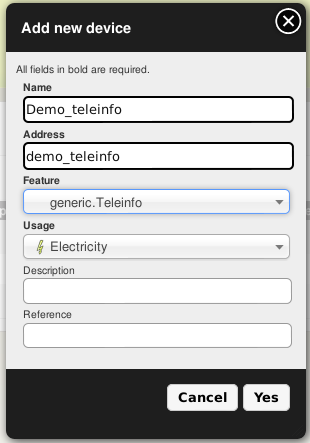 Add new device
All fields in bold are required.
Name
Demo_teleinfo
Address
demo_teleinfo
Feature
generic.Teleinfo
Usage
Electricity
Description
Reference
Cancel Yes